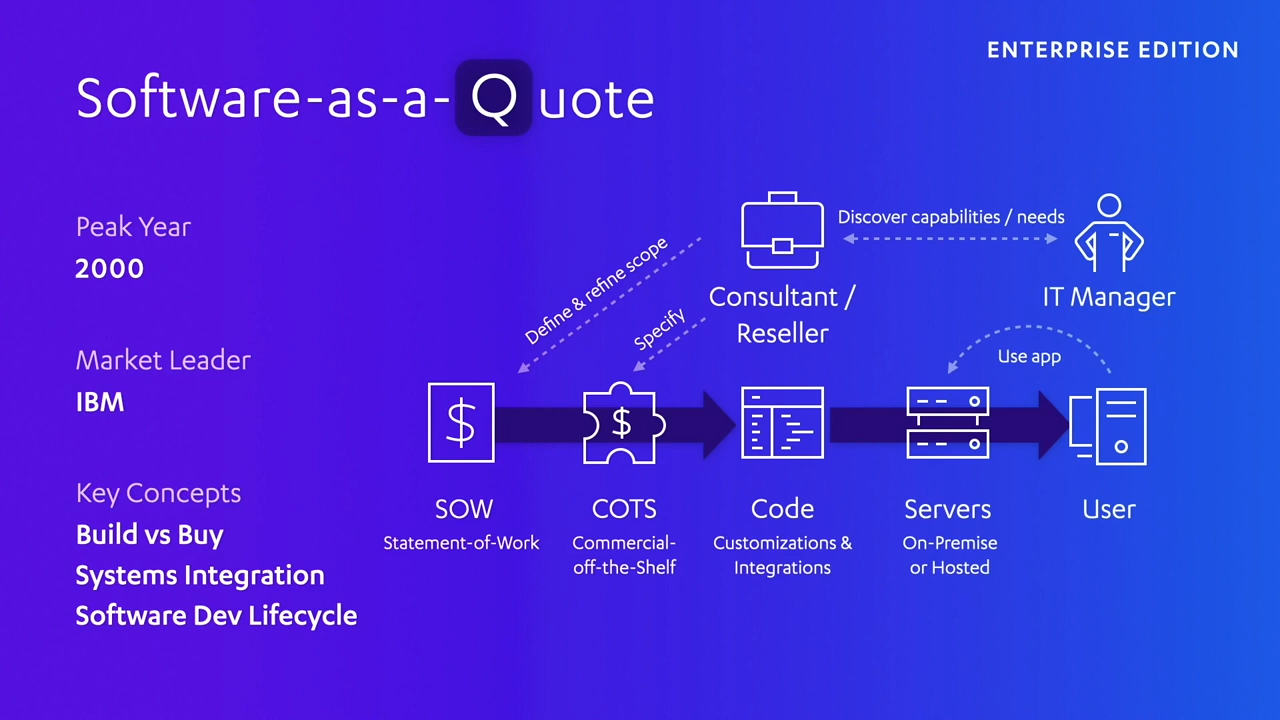 ENTERPRISE EDITION
Software-as-a-Quote
Peak Year
2000
Market Leader
IBM
Key Concepts
Build vs Buy
Systems Integration
Software Dev Lifecycle
Discover capabilities / needs
Consultant /
Reseller
IT Manager
Define & refine scope
Specify
Use app
$
$
SOW
Statement-of-Work
COTS
Commercial-
off-the-Shelf
Code
Customizations &
Integrations
Servers
On-Premise
or Hosted
User